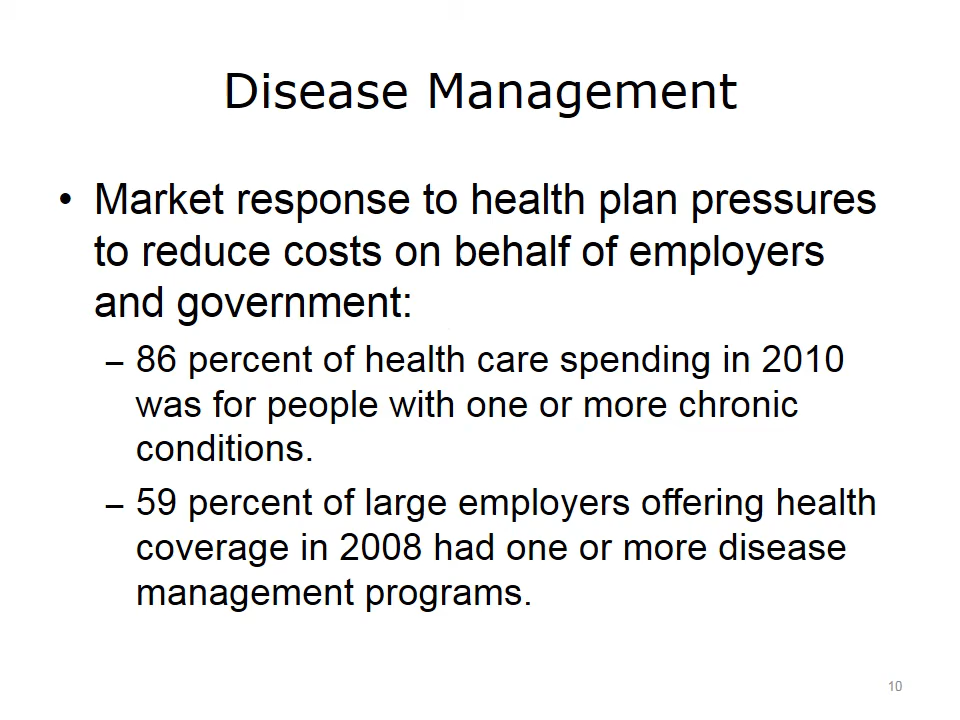 Disease Management
• Market response to health plan pressures
to reduce costs on behalf of employers
and government:
– 86 percent of health care spending in 2010
was for people with one or more chronic
conditions.
– 59 percent of large employers offering health
coverage in 2008 had one or more disease
management programs.
10